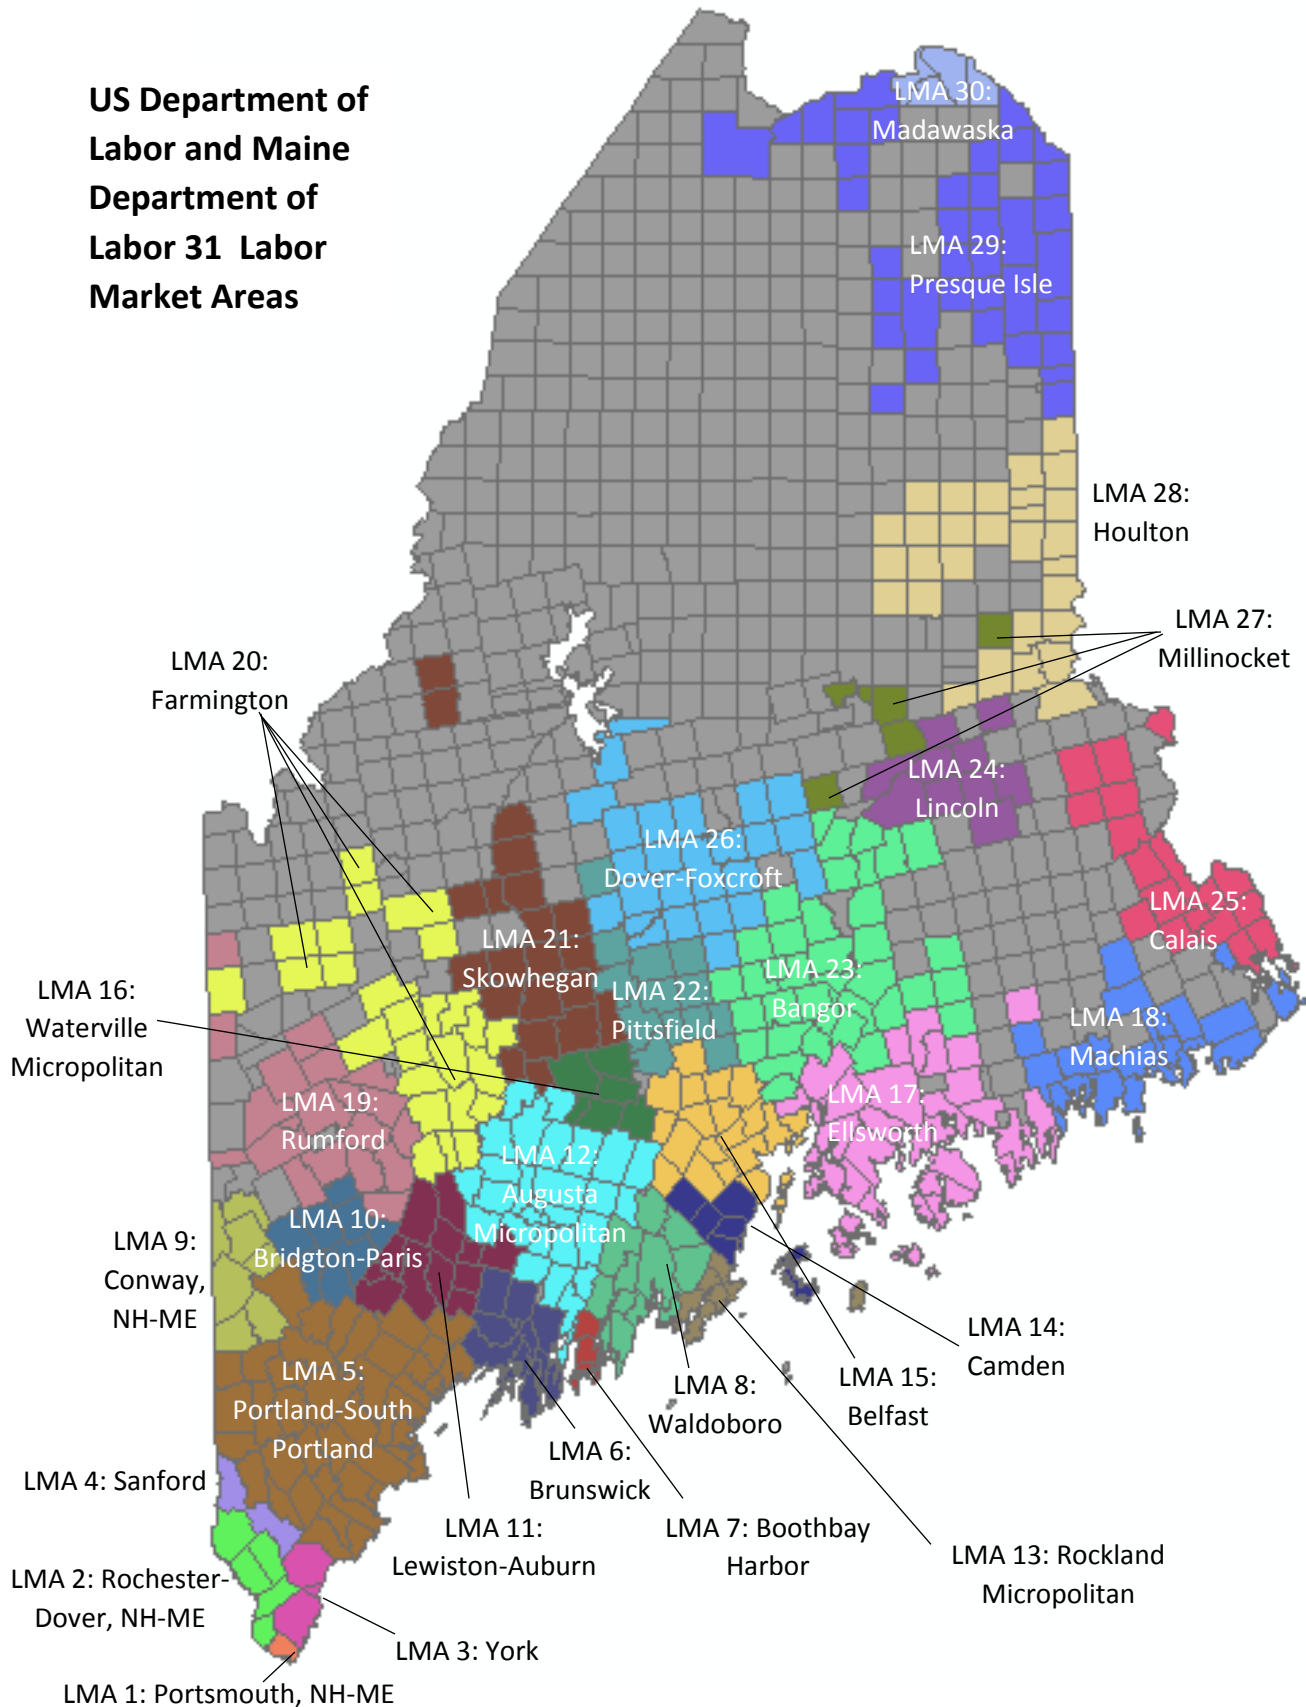 US Department of
Labor and Maine
Department of
Labor 31 Labor
Market Areas
LMA 30:
Madawaska
LMA 29:
Presque Isle
LMA 28:
Houlton
LMA 27:
Millinocket
LMA 20:
Farmington
LMA 24:
Lincoln
LMA 26:
Dover-Foxcroft
LMA 25:
Calais
LMA 21:
Skowhegan
LMA 23:
Bangor
LMA 22:
Pittsfield
LMA 16:
Waterville
Micropolitan
LMA 18:
Machias
LMA 19:
Rumford
LMA 17:
Ellsworth
LMA 12:
Augusta
Micropolitan
LMA 10:
Bridgton-Paris
LMA 9:
Conway,
NH-ME
LMA 14:
Camden
LMA 5:
Portland-South
Portland
LMA 8:
Waldoboro
LMA 15:
Belfast
LMA 4: Sanford
LMA 6:
Brunswick
LMA 11:
Lewiston-Auburn
LMA 7: Boothbay
Harbor
LMA 13: Rockland
Micropolitan
LMA 2: Rochester-
Dover, NH-ME
LMA 3: York
LMA 1: Portsmouth, NH-ME